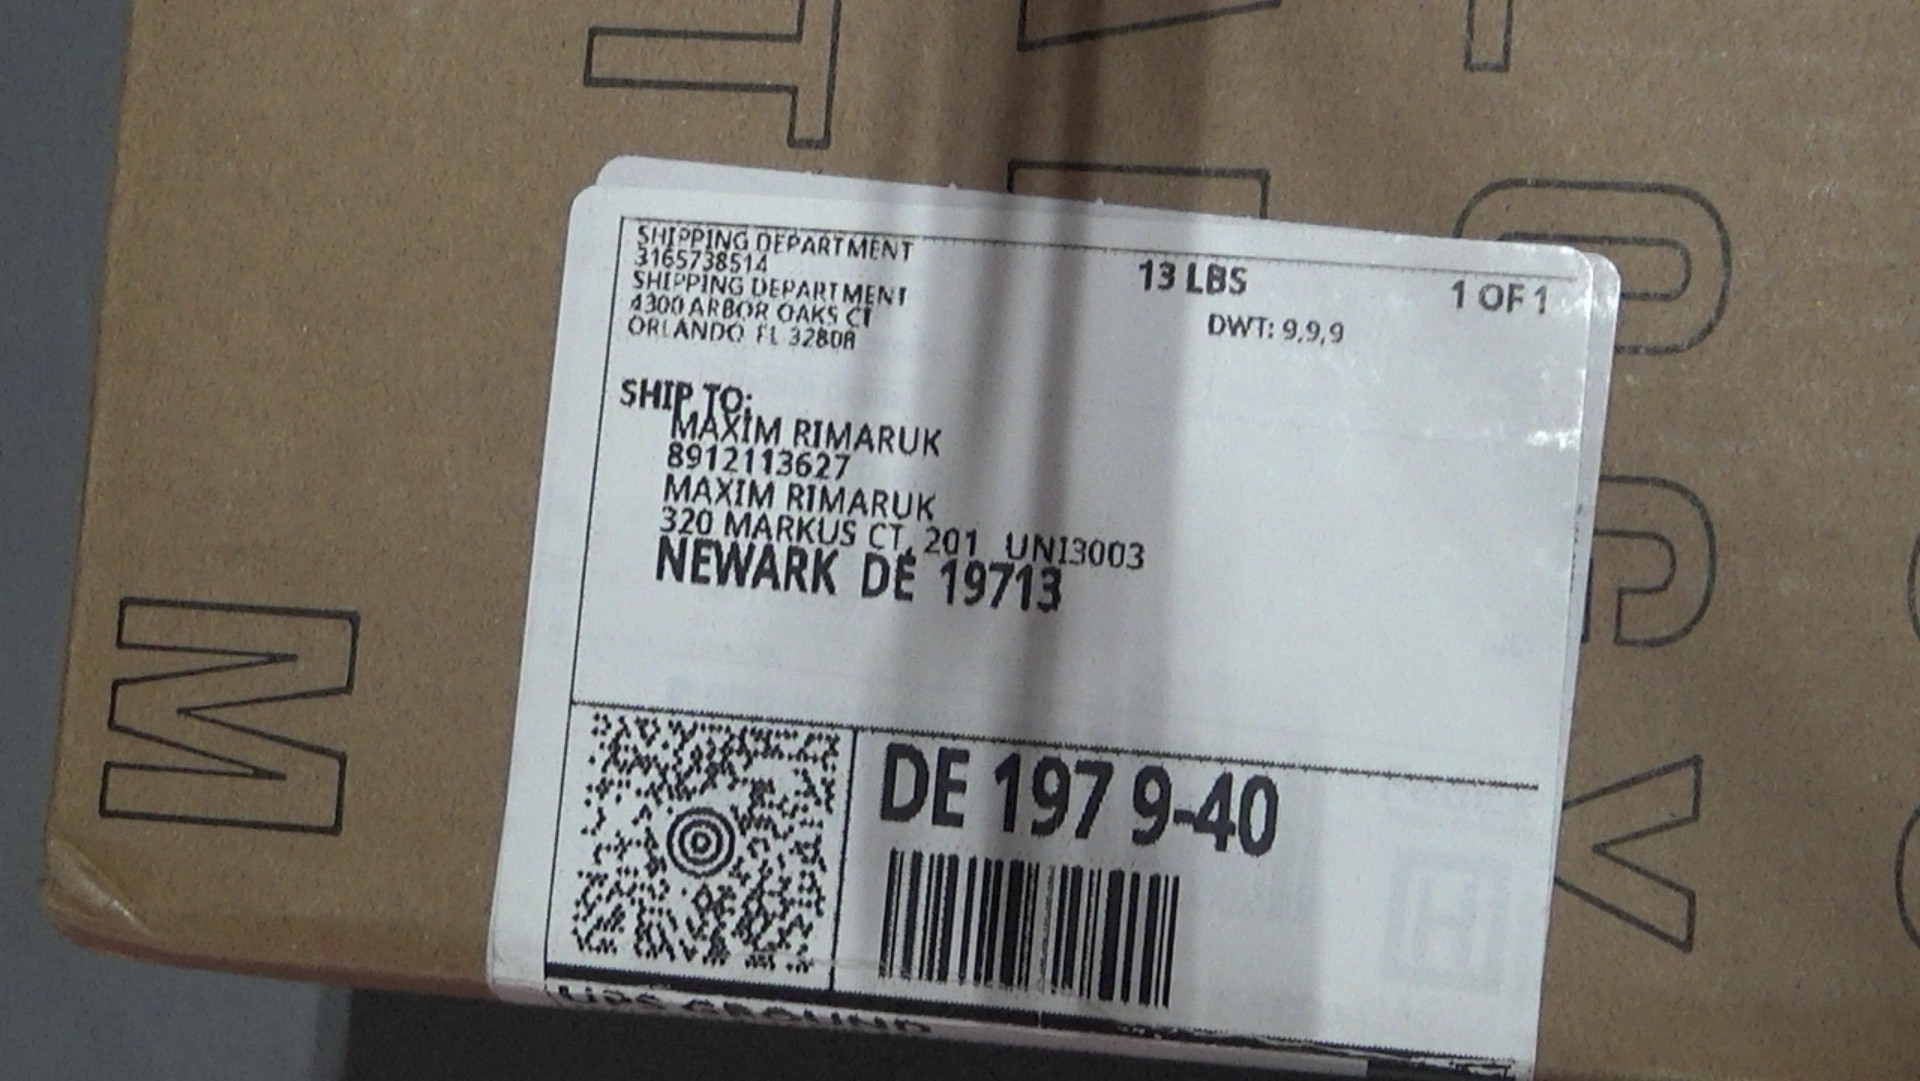 SHIPPING DEPARTMENT
3165738514
SHIPPING DEPARTMENT
4300 ARBOR OAKS CT
ORLANDO FL 32808
13 LBS
1 OF 1
DWT: 9,9,9
SHIP TO:
MAXIM RIMARUK
8912113627
MAXIM RIMARUK
320 MARKUS CT, 201 UNI3003
NEWARK DE 19713
DE 197 9-40
UPS GROUND